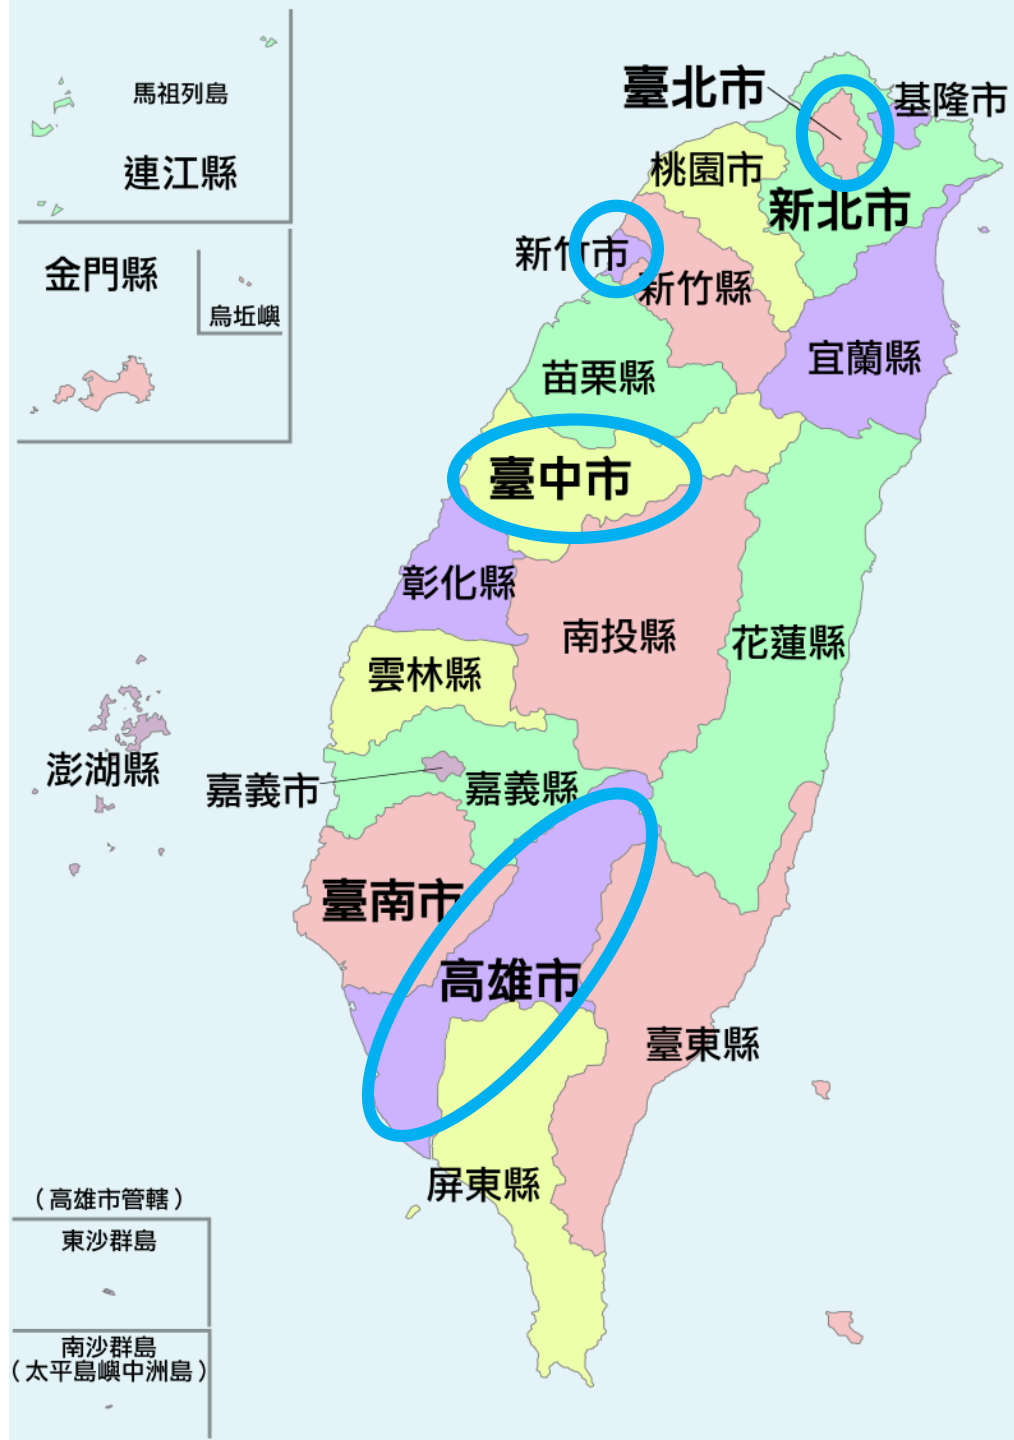 馬祖列島
連江縣
金門縣
烏坵嶼
臺北市
基隆市
桃園市
新北市
新竹市
新竹縣
宜蘭縣
苗栗縣
臺中市
彰化縣
南投縣
花蓮縣
雲林縣
澎湖縣
嘉義市
嘉義縣
臺南市
高雄市
臺東縣
屏東縣
（高雄市管轄）
東沙群島
南沙群島
（太平島嶼中洲島）